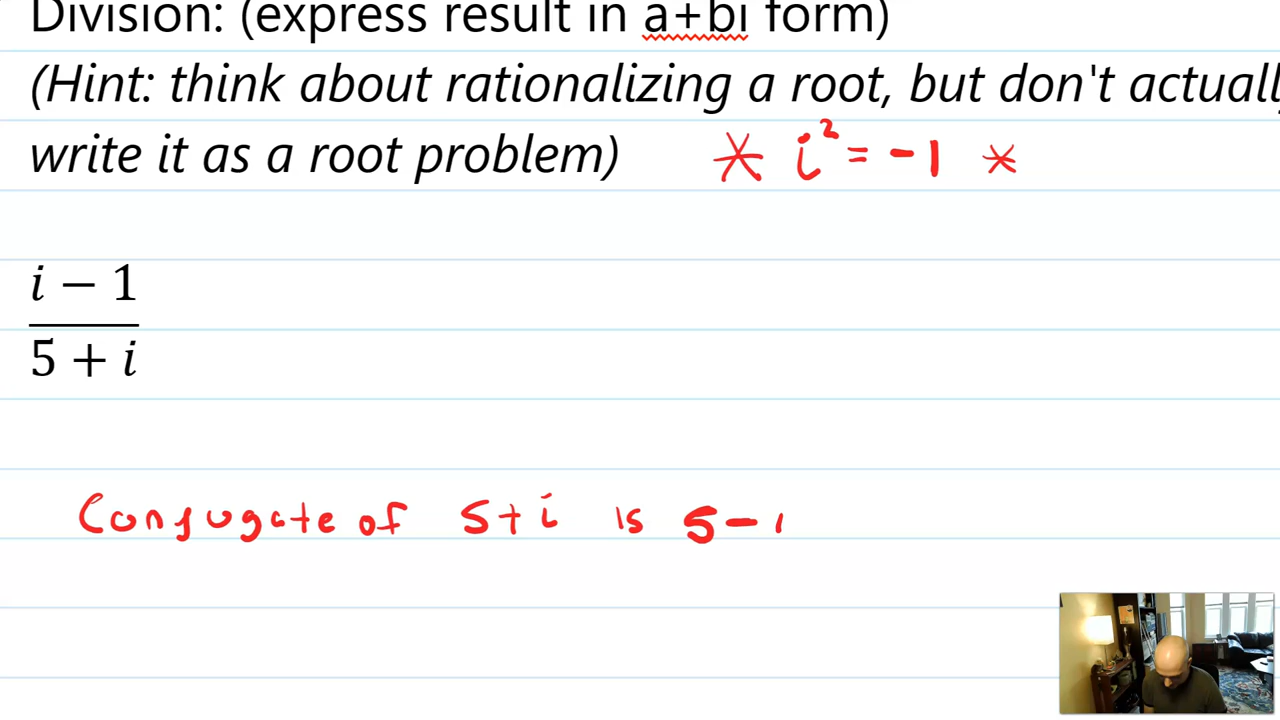 Division: (express result in a+bi form)
(Hint: think about rationalizing a root, but don't actually
write it as a root problem) * i² = -1 *
i − 1
5 + i
Conjugate of 5+i is 5-